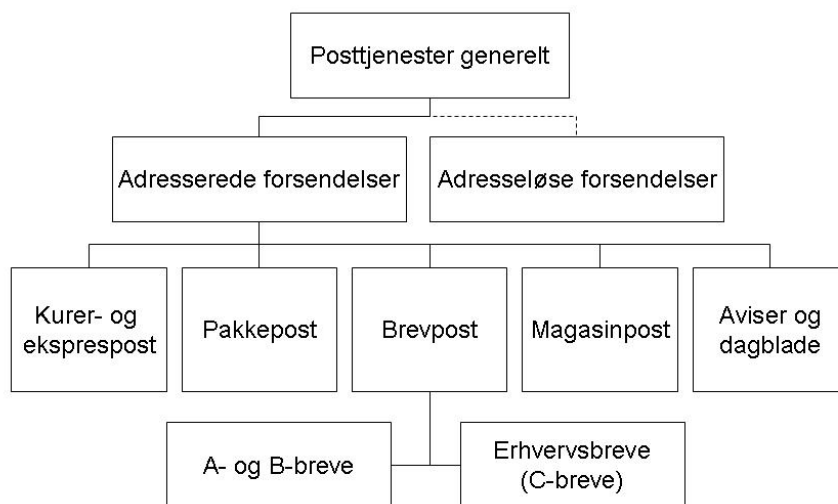 Posttjenester generelt
Adresserede forsendelser
Adresseløse forsendelser
Kurer- og
eksprespost
Pakkepost
Brevpost
Magasinpost
Aviser og
dagblade
A- og B-breve
Erhvervsbreve
(C-breve)